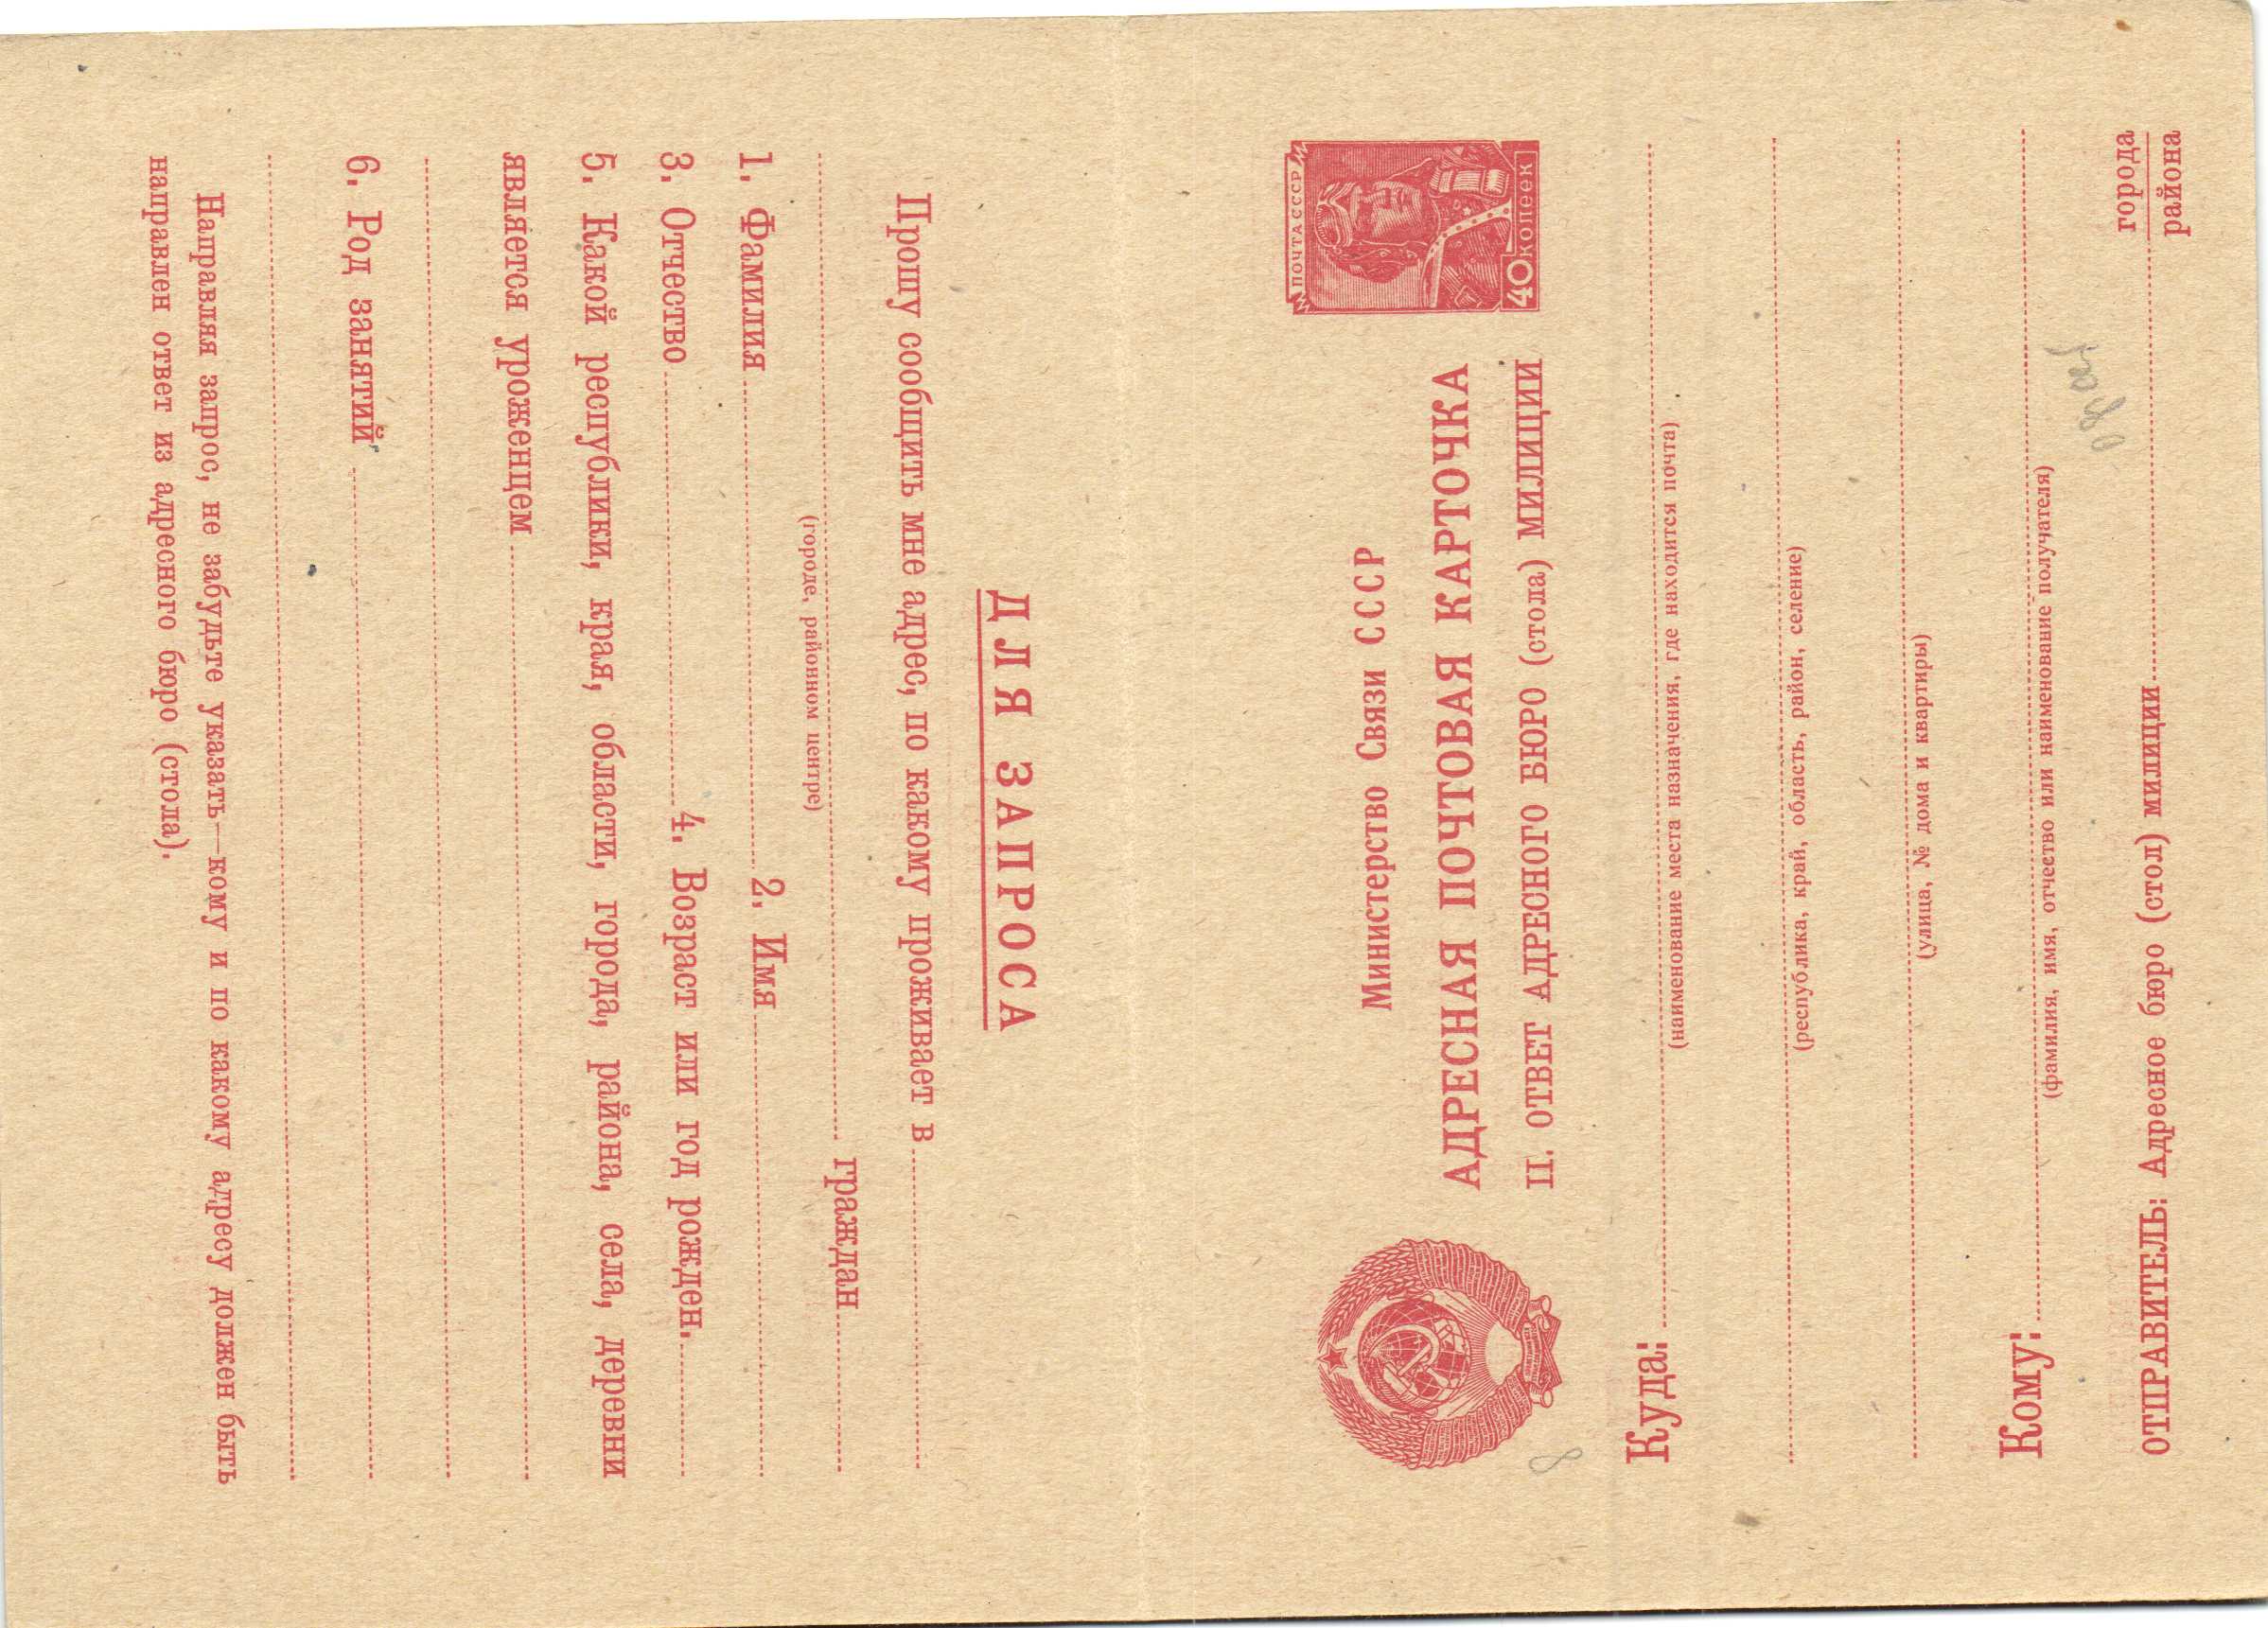 ДЛЯ ЗАПРОСА
Прошу сообщить мне адрес, по какому проживает в
граждан
(городе, районном центре)
1. Фамилия 2. Имя
3. Отчество 4. Возраст или год рожден.
5. Какой республики, края, области, города, района, села, деревни
является уроженцем
6. Род занятий
Направляя запрос, не забудьте указать—кому и по какому адресу должен быть
направлен ответ из адресного бюро (стола).
ПОЧТА СССР
40 КОПЕЕК
Министерство Связи СССР
АДРЕСНАЯ ПОЧТОВАЯ КАРТОЧКА
II. ОТВЕТ АДРЕСНОГО БЮРО (стола) МИЛИЦИИ
Куда:
(наименование места назначения, где находится почта)
(республика, край, область, район, селение)
(улица, № дома и квартиры)
Кому:
(фамилия, имя, отчество или наименование получателя)
ОТПРАВИТЕЛЬ: Адресное бюро (стол) милиции города
района
8